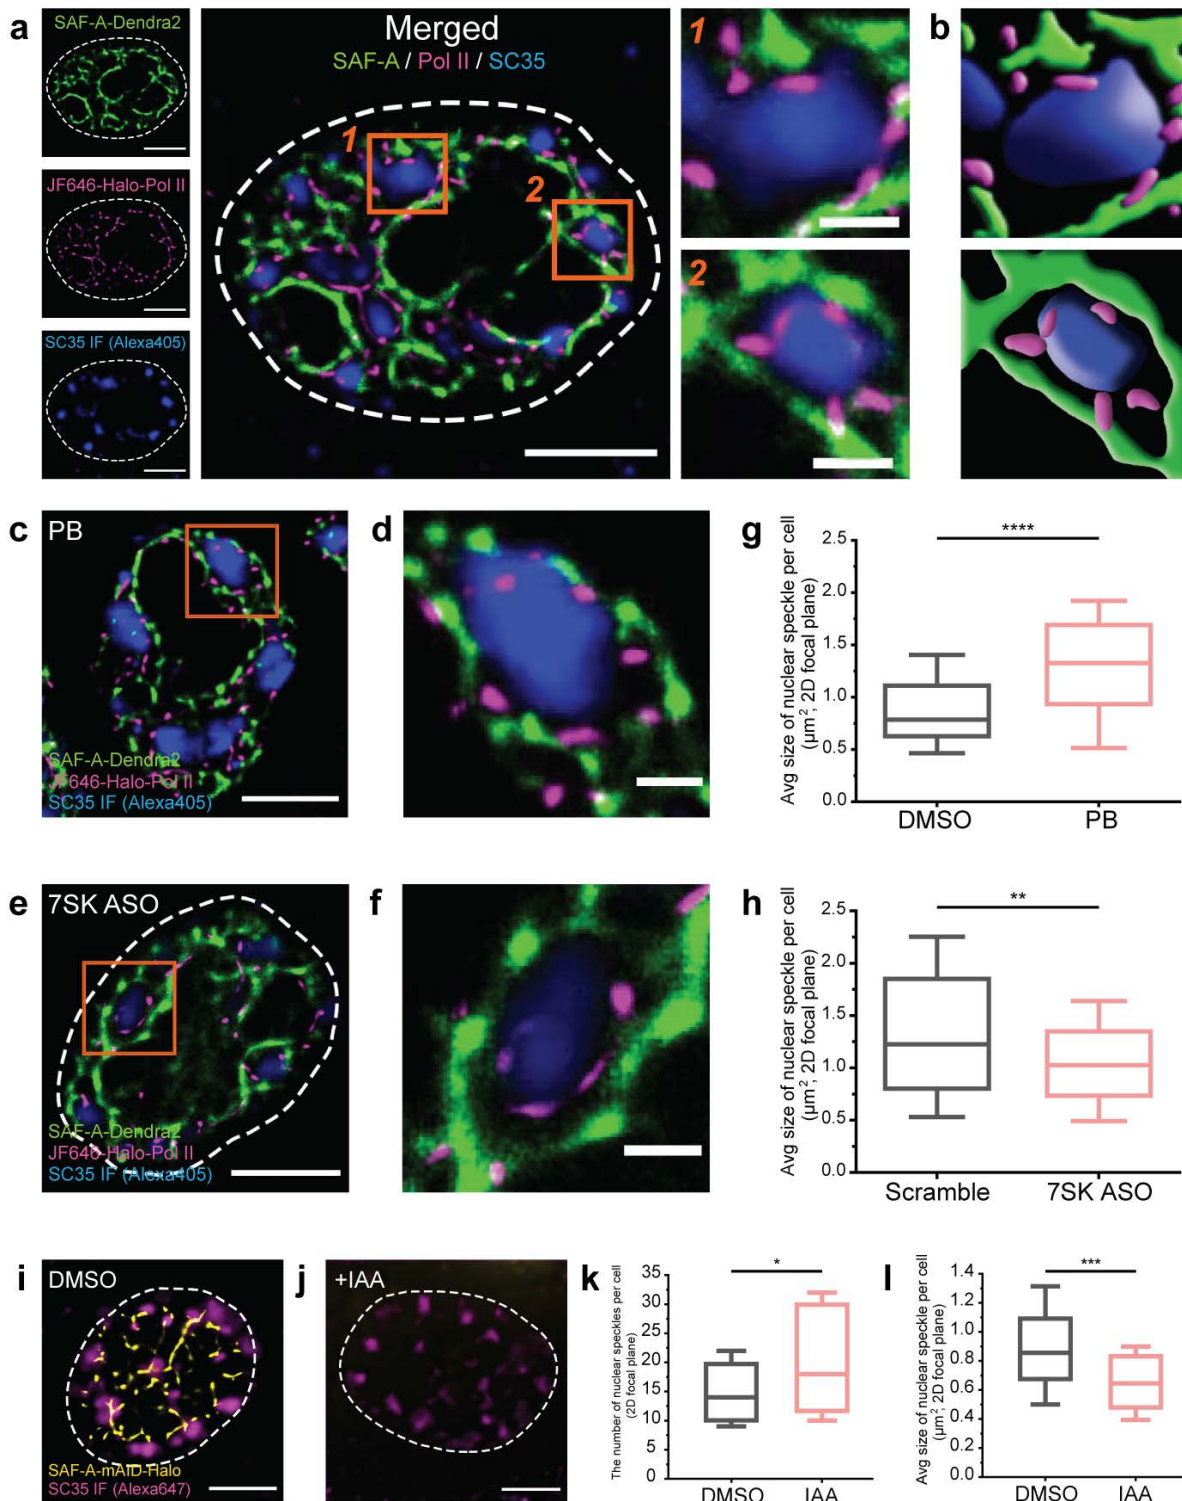 a
SAF-A-Dendra2
JF646-Halo-Pol II
SC35 IF (Alexa405)
Merged
SAF-A / Pol II / SC35
1
2
1
2
b
c
PB
SAF-A-Dendra2
JF646-Halo-Pol II
SC35 IF (Alexa405)
d
g
Avg size of nuclear speckle per cell
(μm², 2D focal plane)
2.5
2.0
1.5
1.0
0.5
0.0
****
DMSO
PB
e
7SK ASO
SAF-A-Dendra2
JF646-Halo-Pol II
SC35 IF (Alexa405)
f
h
Avg size of nuclear speckle per cell
(μm², 2D focal plane)
2.5
2.0
1.5
1.0
0.5
0.0
**
Scramble
7SK ASO
i
DMSO
SAF-A-mAID-Halo
SC35 IF (Alexa647)
j
+IAA
k
The number of nuclear speckles per cell
(2D focal plane)
35
30
25
20
15
10
5
0
*
DMSO
IAA
l
Avg size of nuclear speckle per cell
(μm², 2D focal plane)
1.4
1.2
1.0
0.8
0.6
0.4
0.2
0.0
***
DMSO
IAA